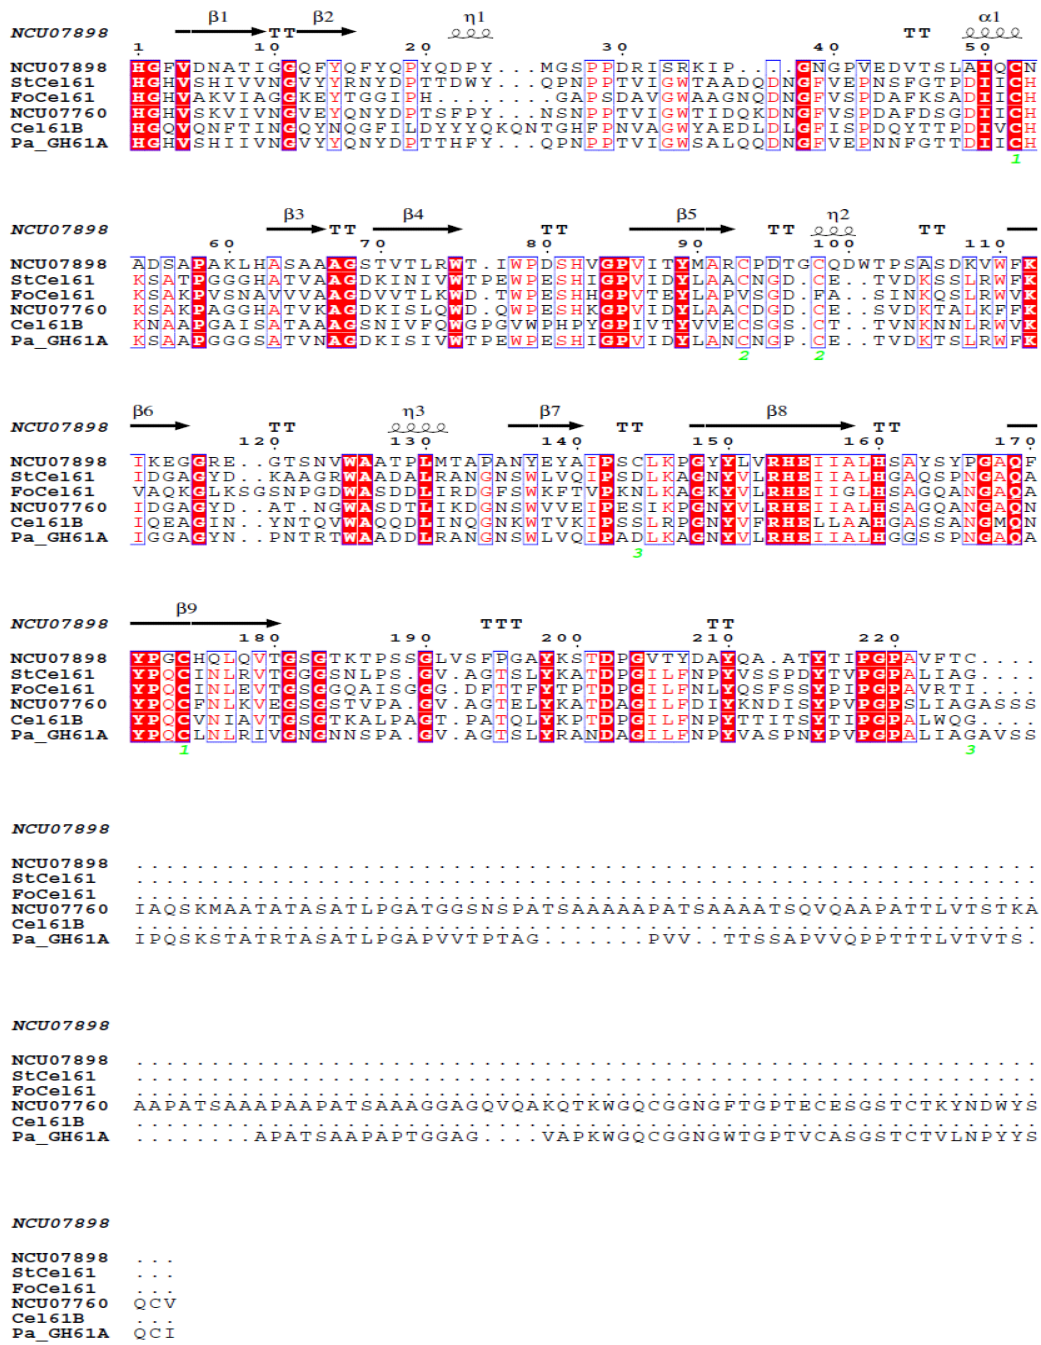 β1 β2 η1 α1
NCU07898 TT TT
1 10 20 30 40 50
NCU07898 HGFVDNATIGGQFYQFYQPYQDPY...MGSPPDRISRKIP....GNGPVEDVTSLAIQCN
StCel61 HGHVSHIVVNGVYYRNYDPTTDWY...QPNPPTVIGWTAADQDNGFVEPNSFGTPDIICH
FoCel61 HGHVAKVIAGGKEYTGGIPH........GAPSDAVGWAAGNQDNGFVSPDAFKSADIICH
NCU07760 HGHVSKVIVNGVEYQNYDPTSFPY...NSNPPTVIGWTIDQKDNGFVSPDAFDSGDIICH
Cel61B HGQVQNFTINGQYNQGFILDYYYQKQNTGHFPNVAGWYAEDLDLGFISPDQYTTPDIVCH
Pa_GH61A HGHVSHIIVNGVYYQNYDPTTHFY...QPNPPTVIGWSALQQDNGFVEPNNFGTTDIICH
1
β3 β4 β5 η2
NCU07898 TT TT TT TT
60 70 80 90 100 110
NCU07898 ADSAPAKLHASAAAGSTVTLRWT.IWPDSHVGPVITYMARCPDTGCQDWTPSASDKVWFK
StCel61 KSATPGGGHATVAAGDKINIVWTPEWPESHIGPVIDYLAACNGD.CE..TVDKSSLRWFK
FoCel61 KSAKPVSNAVVVAAGDVVTLKWD.TWPESHHGPVTEYLAPVSGD.FA..SINKQSLRWVK
NCU07760 KSAKPAGGHATVKAGDKISLQWD.QWPESHKGPVIDYLAACDGD.CE..SVDKTALKFFK
Cel61B KNAAPGAISATAAAGSNIVFQWGPGVWPHPYGPIVTYVVECSGS.CT..TVNKNNLRWVK
Pa_GH61A KSAAPGGGSATVNAGDKISIVWTPEWPESHIGPVIDYLANCNGP.CE..TVDKTSLRWFK
2 2
β6 η3 β7 β8
NCU07898 TT TT TT
120 130 140 150 160 170
NCU07898 IKEGGRE..GTSNVWAATPLMTAPANYEYAIPSCLKPGYYLVRHEIIALHSAYSYPGAQF
StCel61 IDGAGYD..KAAGRWAADALRANGNSWLVQIPSDLKAGNYVLRHEIIALHGAQSPNGAQA
FoCel61 VAQKGLKSGSNPGDWASDDLIRDGFSWKFTVPKNLKAGKYVLRHEIIGLHSAGQANGAQA
NCU07760 IDGAGYD..AT.NGWASDTLIKDGNSWVVEIPESIKPGNYVLRHEIIALHSAGQANGAQA
Cel61B IQEAGIN..YNTQVWAQQDLINQGNKWTVKIPSSLRPGNYVFRHELLAAHGASSANGMQN
Pa_GH61A IGGAGYN..PNTRTWAADDLRANGNSWLVQIPADLKAGNYVLRHEIIALHGGSSPNGAQA
3
β9
NCU07898 TTT TT
180 190 200 210 220
NCU07898 YPGCHQLQVTGSGTKTPSSGLVSFPGAYKSTDPGVTYDAYQA.ATYTIPGPAVFTC....
StCel61 YPQCINLRVTGGGSNLPS.GV.AGTSLYKATDPGILFNPYVSSPDYTVPGPALIAG....
FoCel61 YPQCINLEVTGSGGQAISGG.DFTTFYTPTDPGILFNLYQSFSSYPIPGPAVRTI....
NCU07760 YPQCFNLKVEGSGSTVPA.GV.AGTELYKATDAGILFDIYKNDISYPVPGPSLIAGASSS
Cel61B YPQCVNIAVTGSGTKALPAGT.PATQLYKPTDPGILFNPYTTITSYTIPGPALWQG....
Pa_GH61A YPQCLNLRIVGNGNNSPA.GV.AGTSLYRANDAGILFNPYVASPNYPVPGPALIAGAVSS
1 3
NCU07898
NCU07898 ............................................................
StCel61 ............................................................
FoCel61 ............................................................
NCU07760 IAQSKMAATATASATLPGATGGSNSPATSAAAAAPATSAAAATSQVQAAPATTLVTSTKA
Cel61B ............................................................
Pa_GH61A IPQSKSTATRTASATLPGAPVVTPTAG.......PVV..TTSSAPVVQPPTTTLVTVTS.
NCU07898
NCU07898 ............................................................
StCel61 ............................................................
FoCel61 ............................................................
NCU07760 AAPATSAAAPAAPATSAAAGGAGQVQAKQTKWGQCGGNGFTGPTECESGSTCTKYNDWYS
Cel61B ............................................................
Pa_GH61A ........APATSAAPAPTGGAG....VAPKWGQCGGNGWTGPTVCASGSTCTVLNPYYS
NCU07898
NCU07898 ...
StCel61 ...
FoCel61 ...
NCU07760 QCV
Cel61B ...
Pa_GH61A QCI